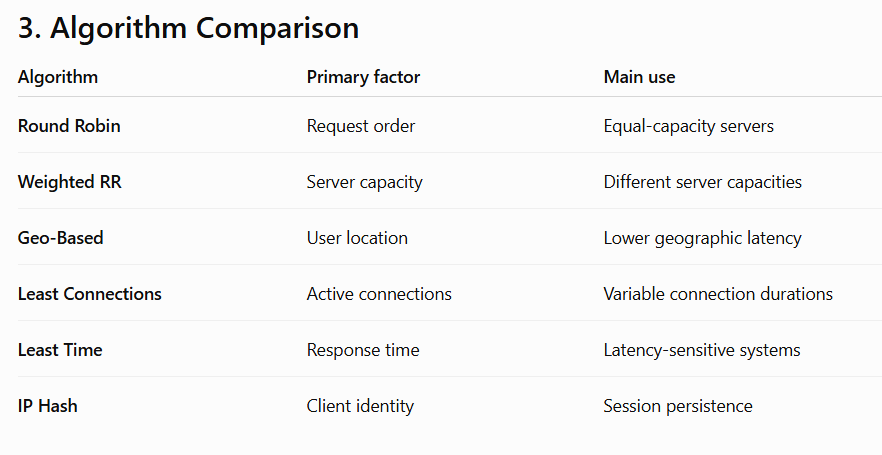 3. Algorithm Comparison
Algorithm Primary factor Main use
Round Robin Request order Equal-capacity servers
Weighted RR Server capacity Different server capacities
Geo-Based User location Lower geographic latency
Least Connections Active connections Variable connection durations
Least Time Response time Latency-sensitive systems
IP Hash Client identity Session persistence